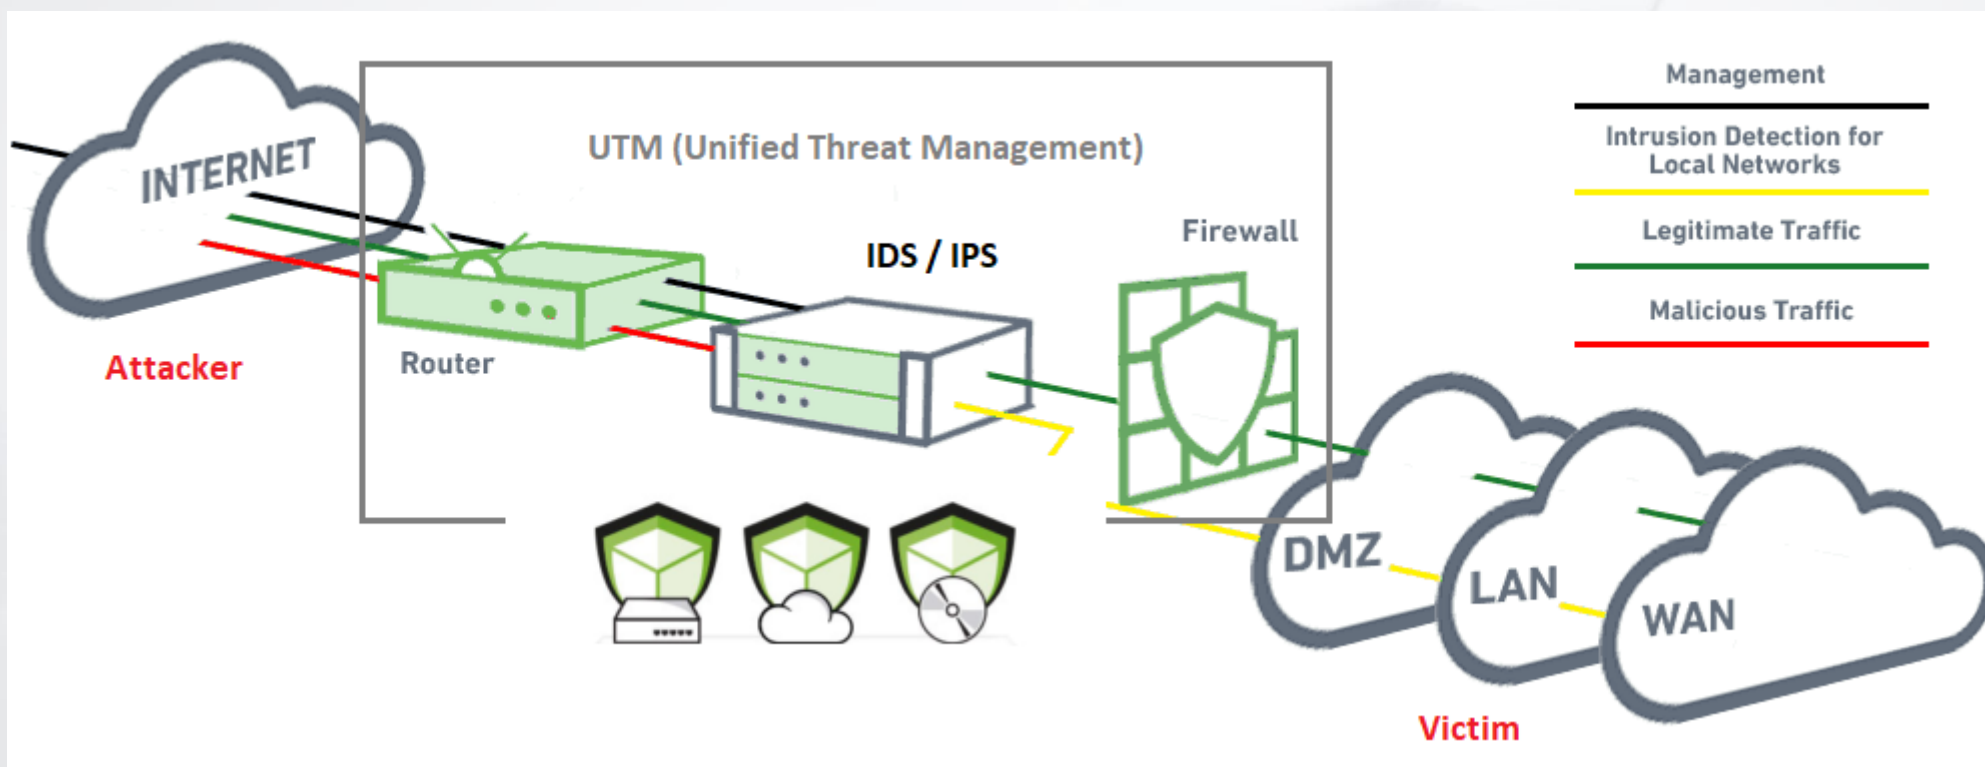 INTERNET
Attacker
UTM (Unified Threat Management)
Router
IDS / IPS
Firewall
Management
Intrusion Detection for
Local Networks
Legitimate Traffic
Malicious Traffic
DMZ
LAN
WAN
Victim